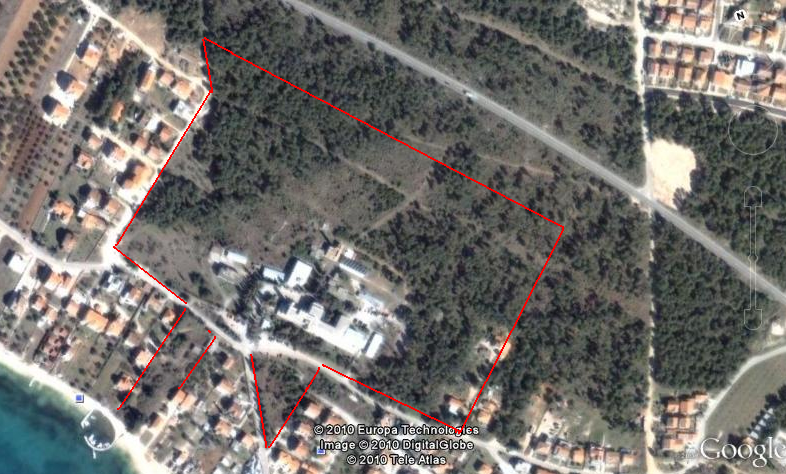 N
© 2010 Europa Technologies
Image © 2010 DigitalGlobe
© 2010 Tele Atlas
Google